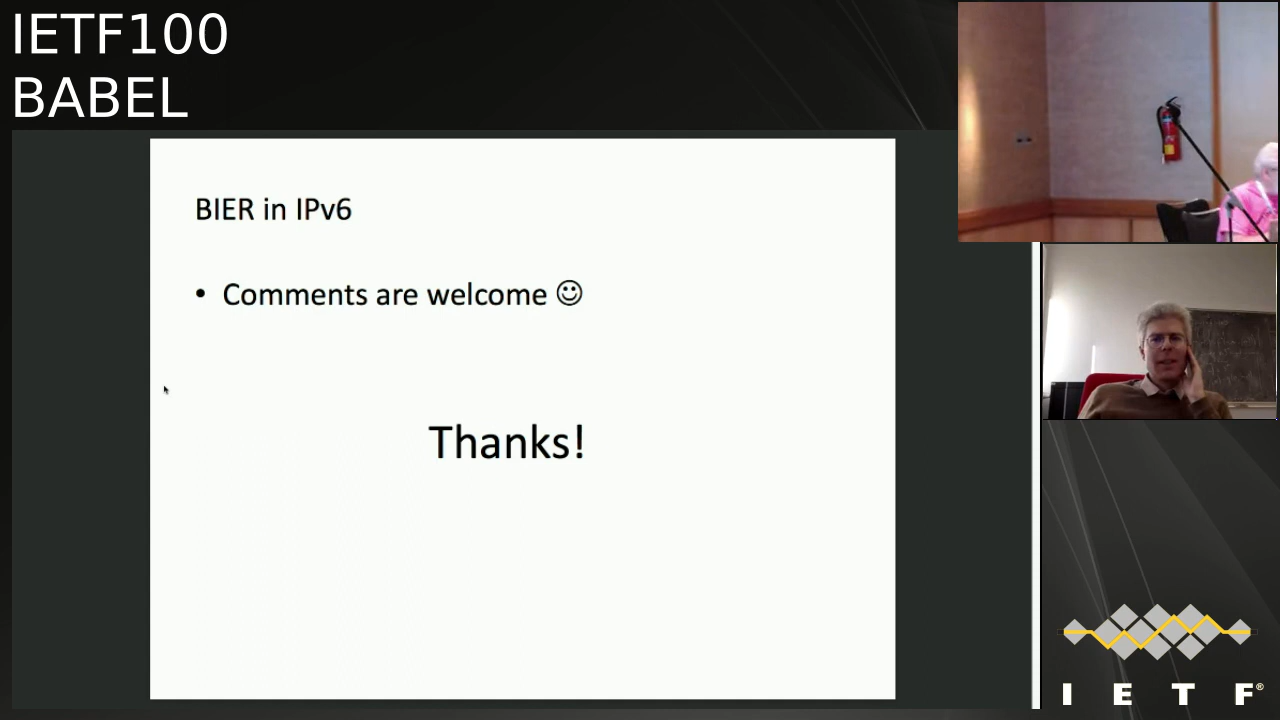 IETF100
BABEL
BIER in IPv6
• Comments are welcome ☺
Thanks!
I E T F®